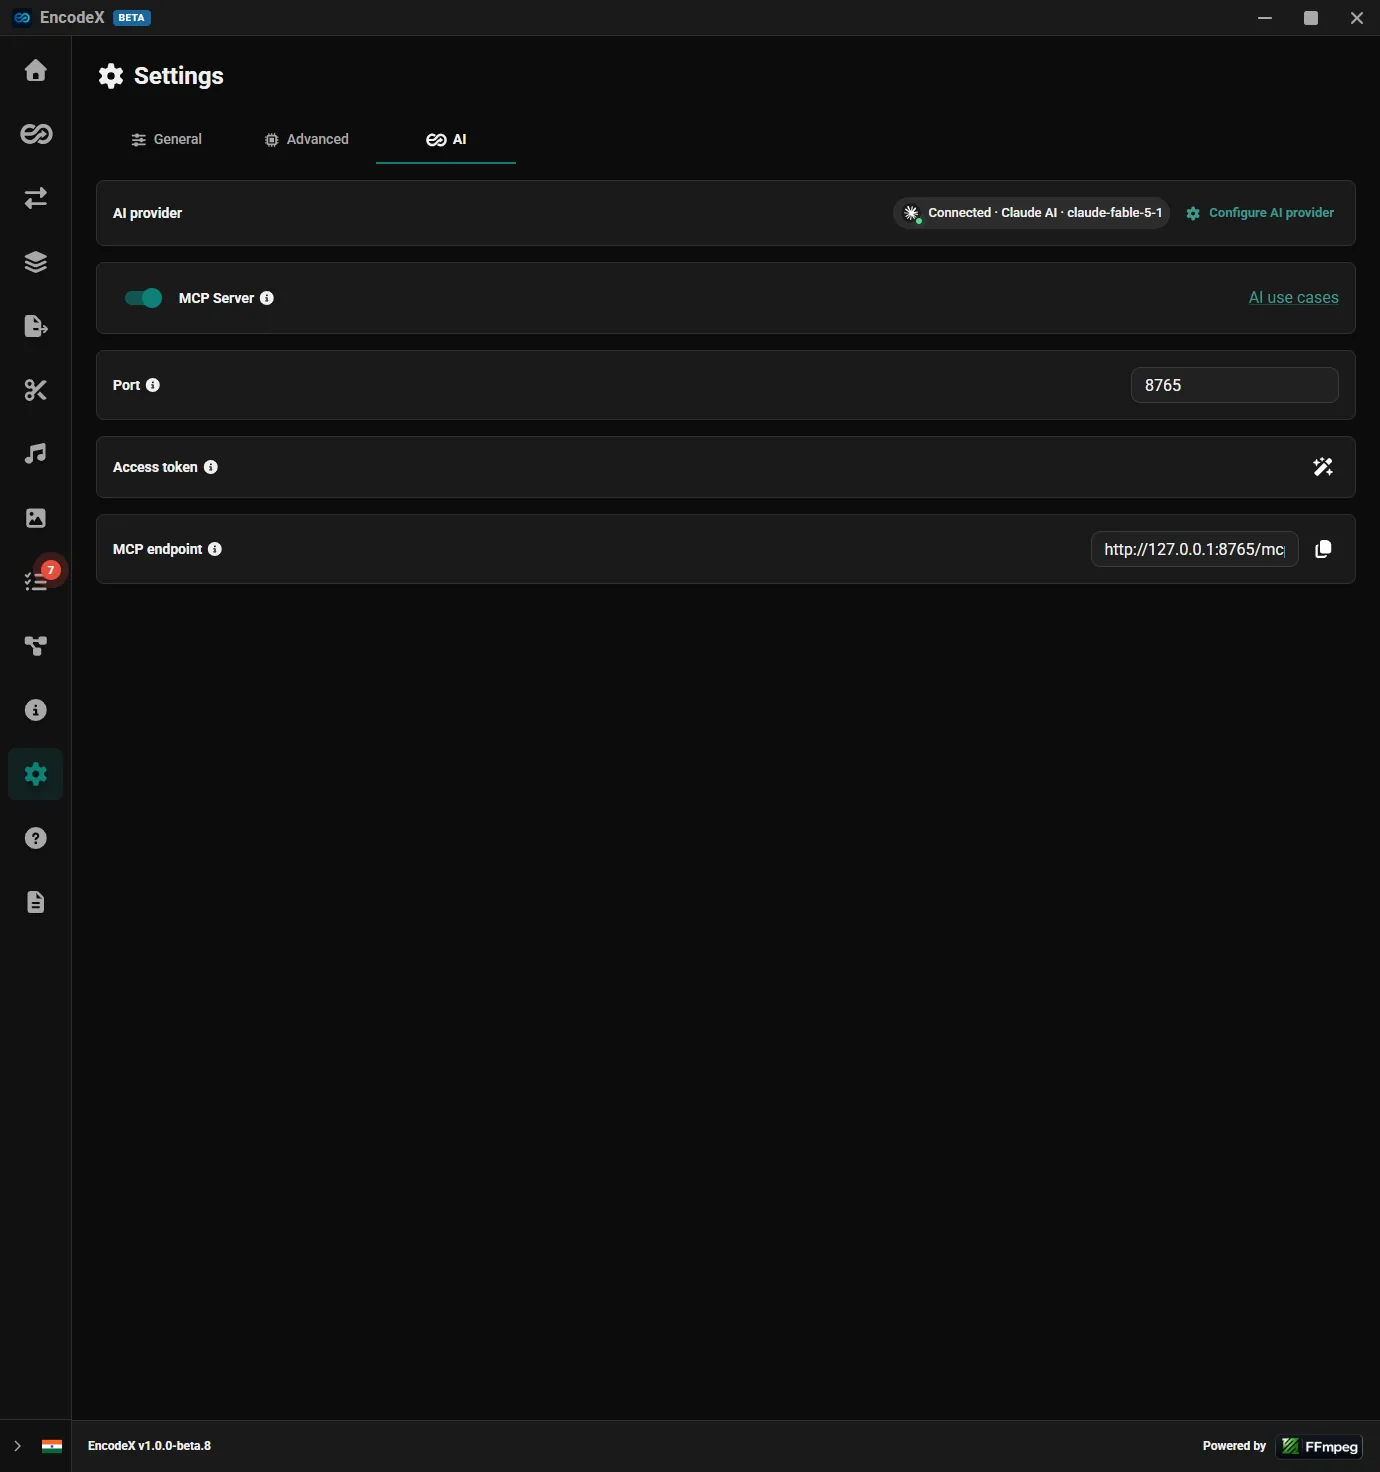 EncodeX BETA
Settings
General Advanced AI
AI provider Connected · Claude AI · claude-fable-5-1 Configure AI provider
MCP Server AI use cases
Port 8765
Access token
MCP endpoint http://127.0.0.1:8765/mcp
7
EncodeX v1.0.0-beta.8 Powered by FFmpeg